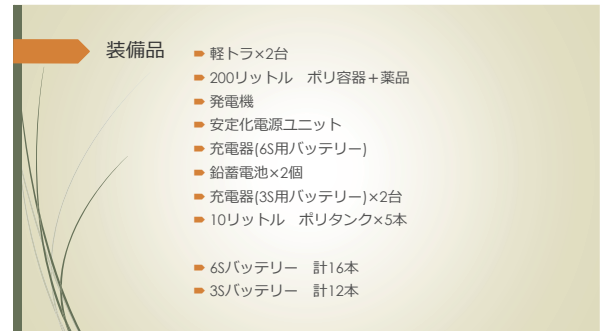 装備品
軽トラ×2台
200リットル　ポリ容器＋薬品
発電機
安定化電源ユニット
充電器(6S用バッテリー)
鉛蓄電池×2個
充電器(3S用バッテリー)×2台
10リットル　ポリタンク×5本
6Sバッテリー　計16本
3Sバッテリー　計12本